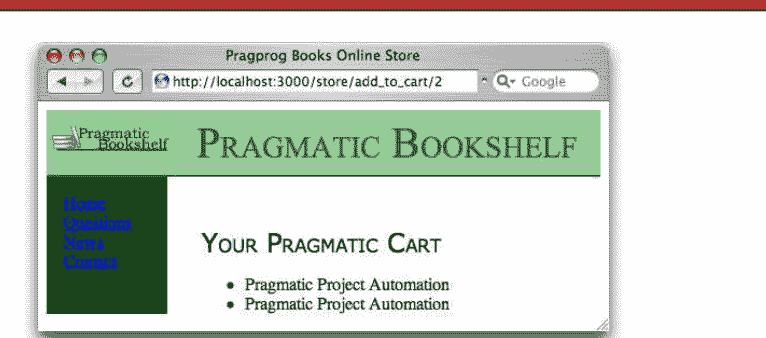 Pragprog Books Online Store
http://localhost:3000/store/add_to_cart/2
Google
Pragmatic
Bookshelf
PRAGMATIC BOOKSHELF
Home
Questions
News
Contact
YOUR PRAGMATIC CART
• Pragmatic Project Automation
• Pragmatic Project Automation